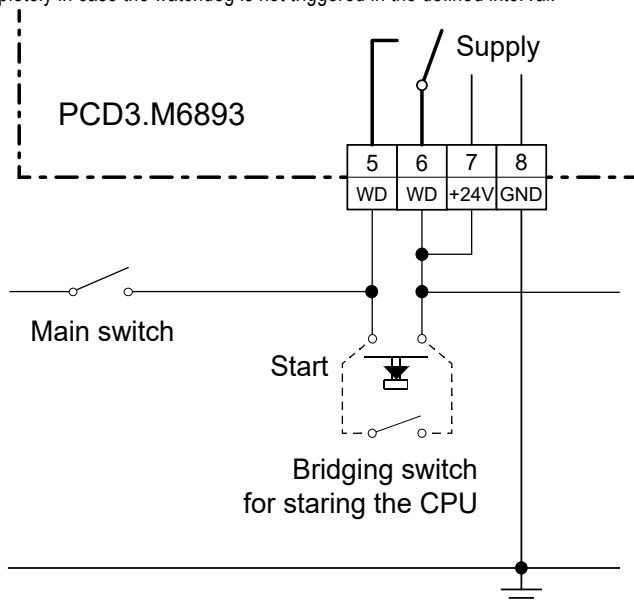 pletely in case the watchdog is not triggered in the defined interval.
Supply
PCD3.M6893
5 6 7 8
WD WD +24V GND
Main switch
Start
Bridging switch
for staring the CPU